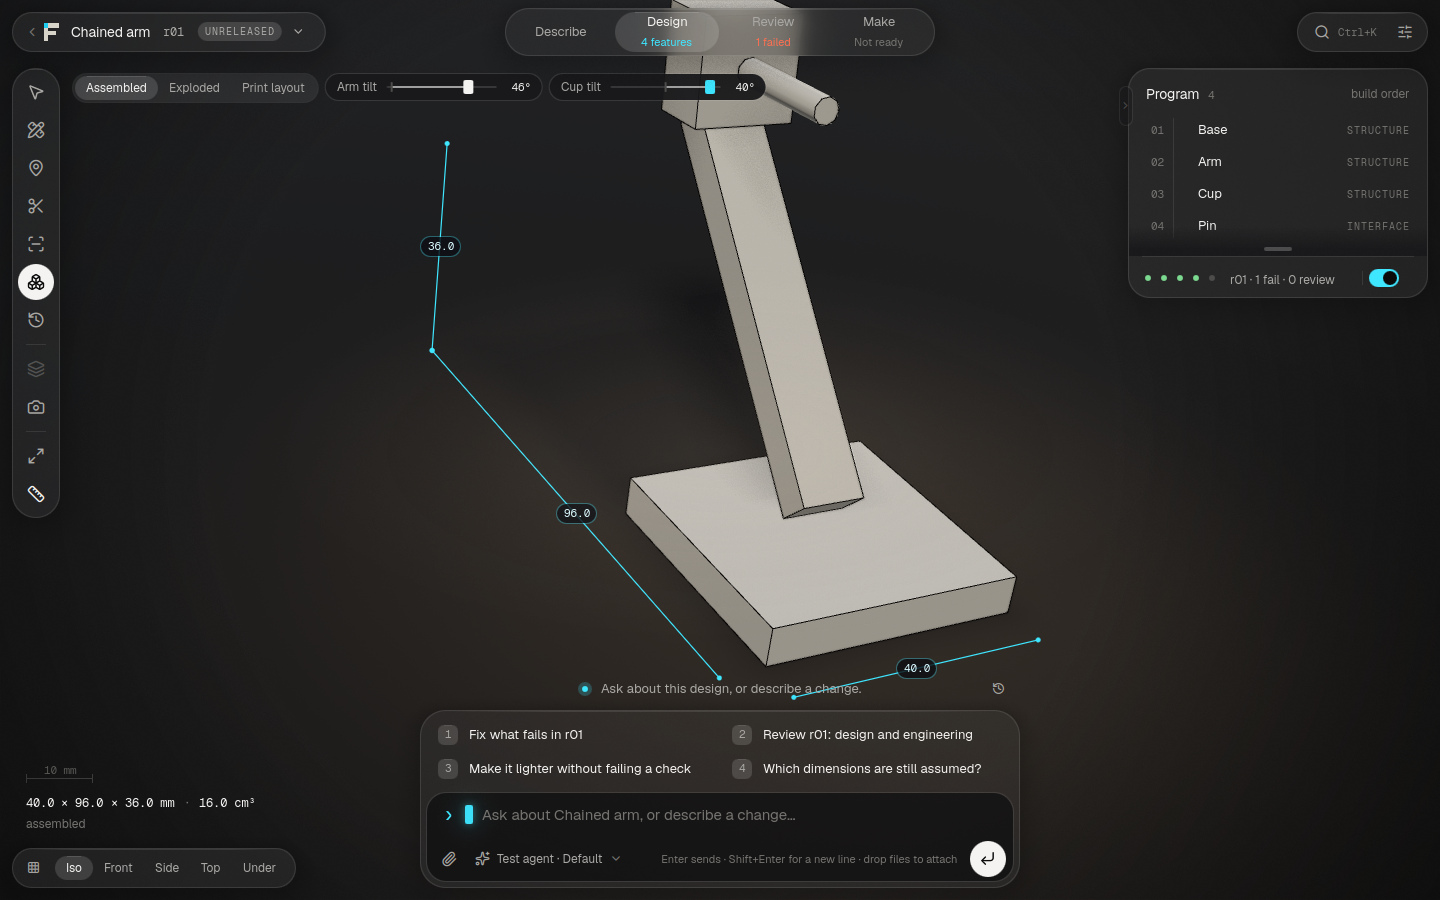 Chained arm r01 UNRELEASED
Describe
Design
4 features
Review
1 failed
Make
Not ready
Ctrl+K
Assembled Exploded Print layout
Arm tilt 46°
Cup tilt 40°
Program 4 build order
01 Base STRUCTURE
02 Arm STRUCTURE
03 Cup STRUCTURE
04 Pin INTERFACE
r01 · 1 fail · 0 review
36.0
96.0
40.0
Ask about this design, or describe a change.
1 Fix what fails in r01
2 Review r01: design and engineering
3 Make it lighter without failing a check
4 Which dimensions are still assumed?
Ask about Chained arm, or describe a change...
Test agent · Default
Enter sends · Shift+Enter for a new line · drop files to attach
10 mm
40.0 × 96.0 × 36.0 mm · 16.0 cm³
assembled
Iso Front Side Top Under